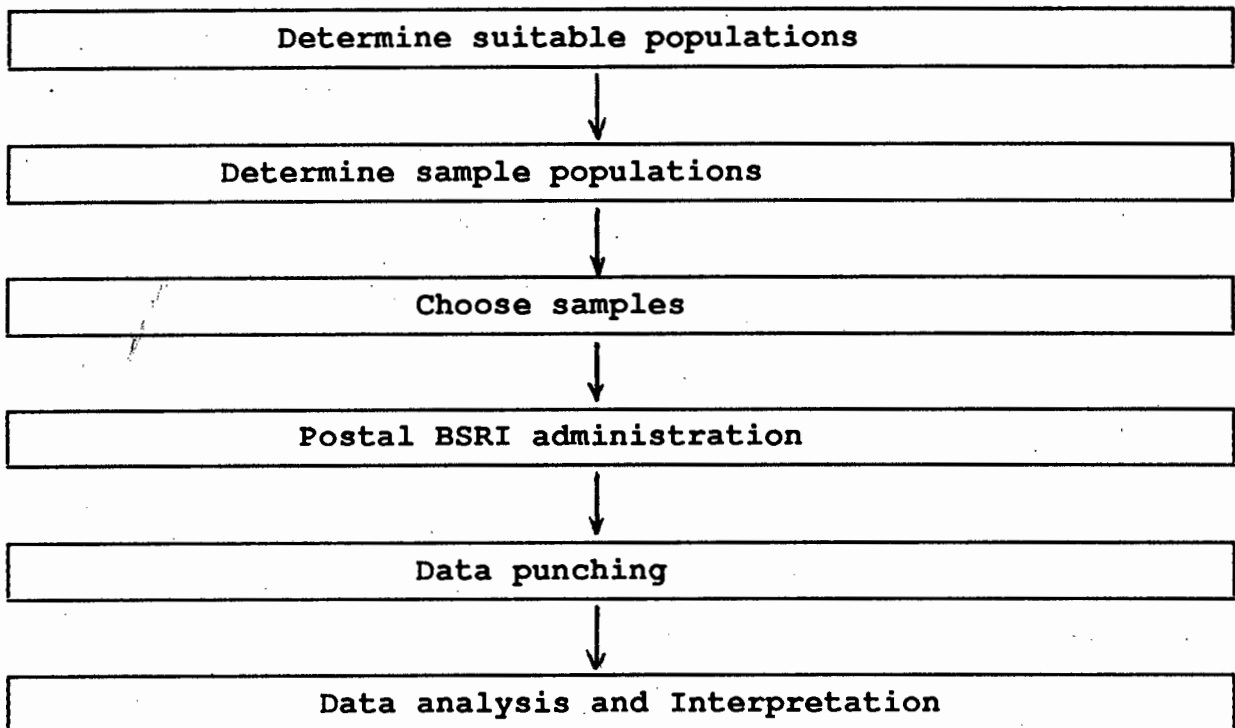 Determine suitable populations
Determine sample populations
Choose samples
Postal BSRI administration
Data punching
Data analysis and Interpretation